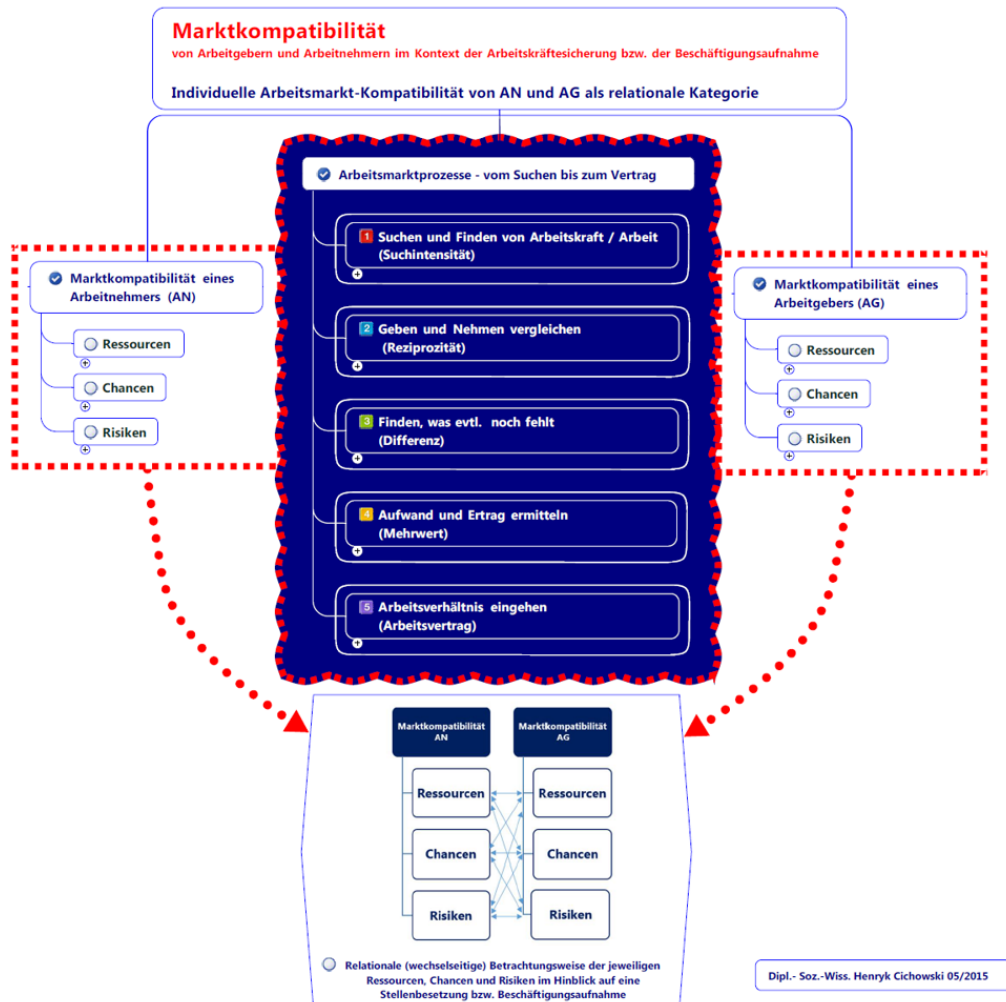 Marktkompatibilität
von Arbeitgebern und Arbeitnehmern im Kontext der Arbeitskräftesicherung bzw. der Beschäftigungsaufnahme
Individuelle Arbeitsmarkt-Kompatibilität von AN und AG als relationale Kategorie
Arbeitsmarktprozesse - vom Suchen bis zum Vertrag
1 Suchen und Finden von Arbeitskraft / Arbeit
(Suchintensität)
2 Geben und Nehmen vergleichen
(Reziprozität)
3 Finden, was evtl. noch fehlt
(Differenz)
4 Aufwand und Ertrag ermitteln
(Mehrwert)
5 Arbeitsverhältnis eingehen
(Arbeitsvertrag)
Marktkompatibilität eines
Arbeitnehmers (AN)
Ressourcen
Chancen
Risiken
Marktkompatibilität eines
Arbeitgebers (AG)
Ressourcen
Chancen
Risiken
Marktkompatibilität
AN
Ressourcen
Chancen
Risiken
Marktkompatibilität
AG
Ressourcen
Chancen
Risiken
Relationale (wechselseitige) Betrachtungsweise der jeweiligen
Ressourcen, Chancen und Risiken im Hinblick auf eine
Stellenbesetzung bzw. Beschäftigungsaufnahme
Dipl.- Soz.-Wiss. Henryk Cichowski 05/2015